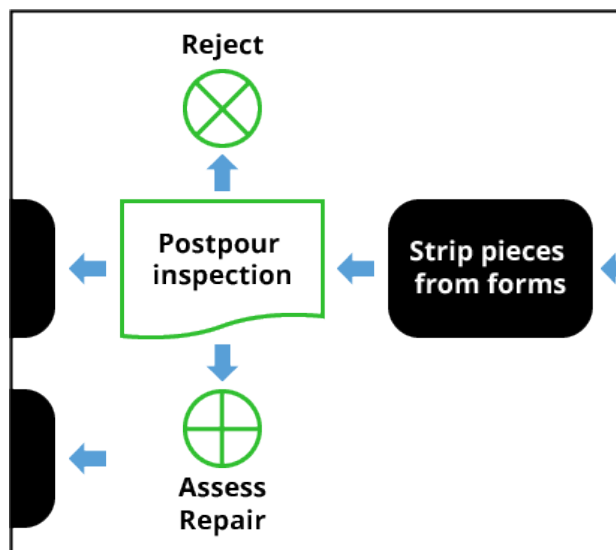 Reject
Postpour
inspection
Strip pieces
from forms
Assess
Repair